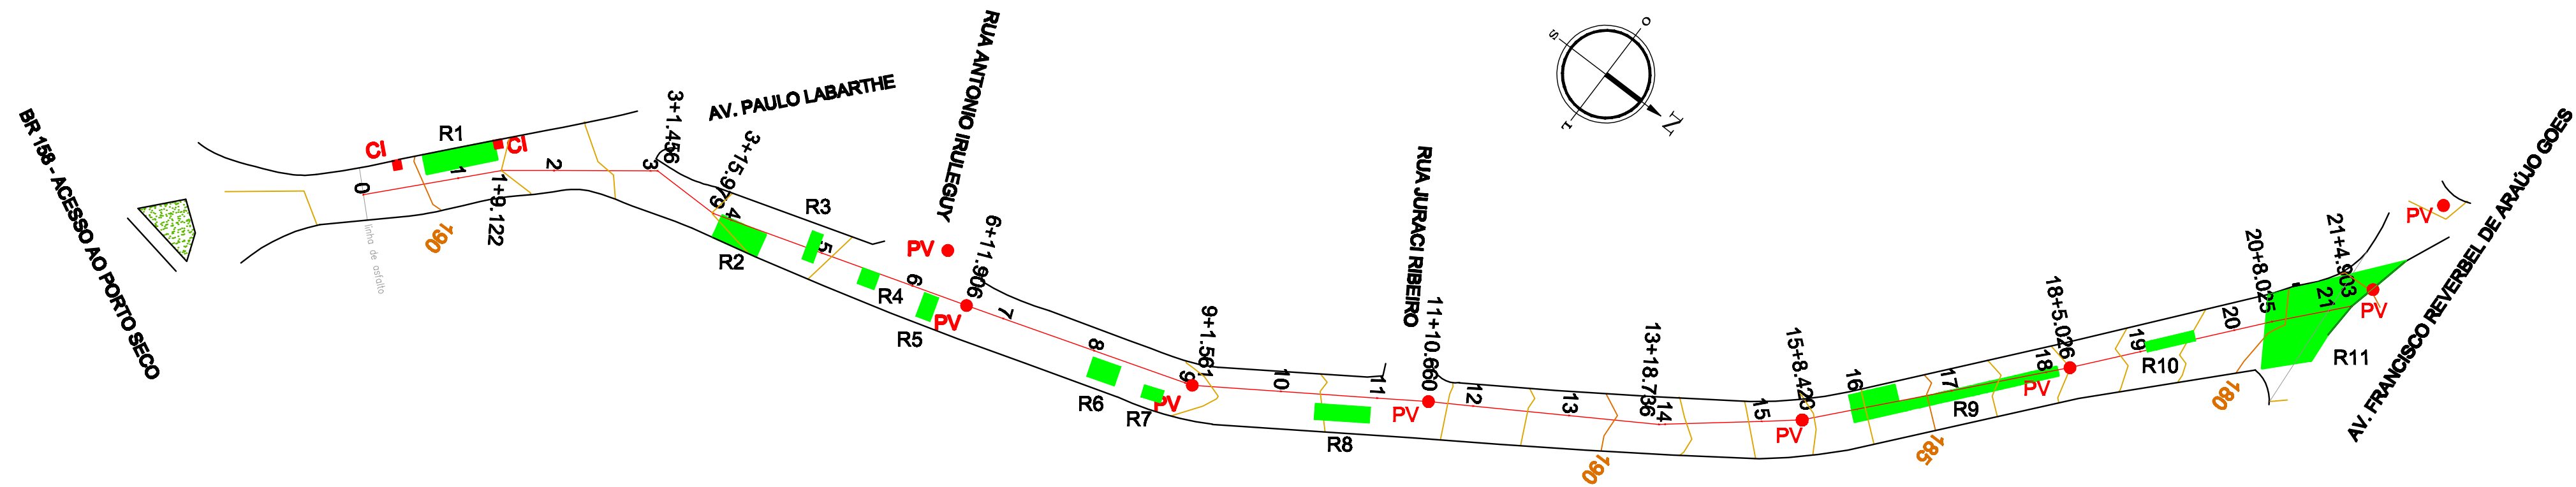 BR 158 - ACESSO AO PORTO SECO
CI
R1
CI
0
1
1+9.122
2
3
3+1.456
linha de asfalto
190
AV. PAULO LABARTHE
3+15.979
4
R2
R3
5
R4
6
R5
RUA ANTONIO IRULEGUY
PV
PV
6+11.906
7
8
R6
R7
PV
9
9+1.561
10
R8
11
RUA JURACI RIBEIRO
PV
11+10.660
12
13
190
13+18.736
14
15
15+8.420
PV
16
17
185
R9
18
PV
18+5.026
19
R10
20
180
20+8.025
21
21+4.903
PV
R11
PV
AV. FRANCISCO REVERBEL DE ARAÚJO GOES
S
O
N